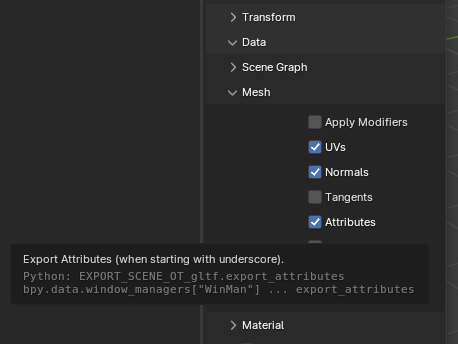 Transform
Data
Scene Graph
Mesh
Apply Modifiers
UVs
Normals
Tangents
Attributes
Export Attributes (when starting with underscore).
Python: EXPORT_SCENE_OT_gltf.export_attributes
bpy.data.window_managers["WinMan"] ... export_attributes
Material